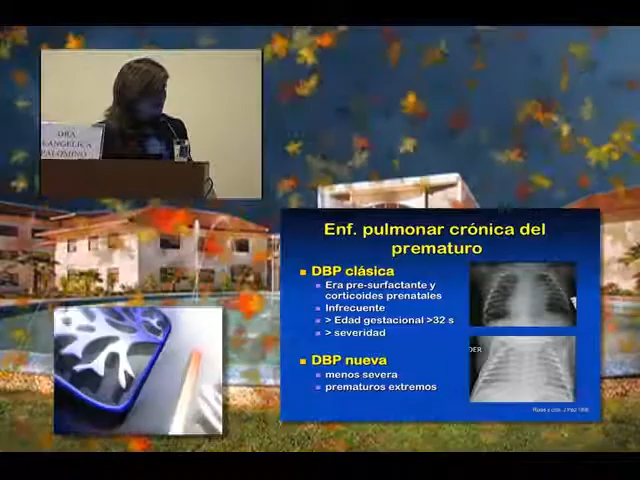 DRA
ANGELICA
PALOMINO
Enf. pulmonar crónica del
prematuro
DBP clásica
Era pre-surfactante y
corticoides prenatales
Infrecuente
> Edad gestacional >32 s
> severidad
DER
DBP nueva
menos severa
prematuros extremos